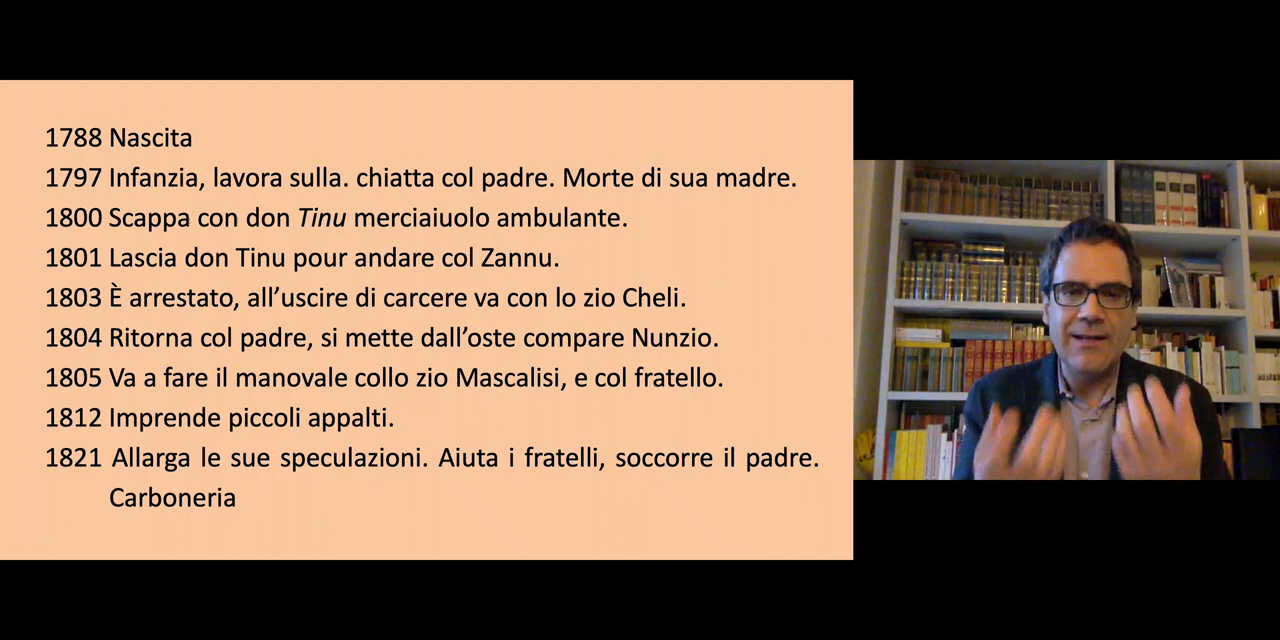 1788 Nascita
1797 Infanzia, lavora sulla. chiatta col padre. Morte di sua madre.
1800 Scappa con don Tinu merciaiuolo ambulante.
1801 Lascia don Tinu pour andare col Zannu.
1803 È arrestato, all’uscire di carcere va con lo zio Cheli.
1804 Ritorna col padre, si mette dall’oste compare Nunzio.
1805 Va a fare il manovale collo zio Mascalisi, e col fratello.
1812 Imprende piccoli appalti.
1821 Allarga le sue speculazioni. Aiuta i fratelli, soccorre il padre.
Carboneria